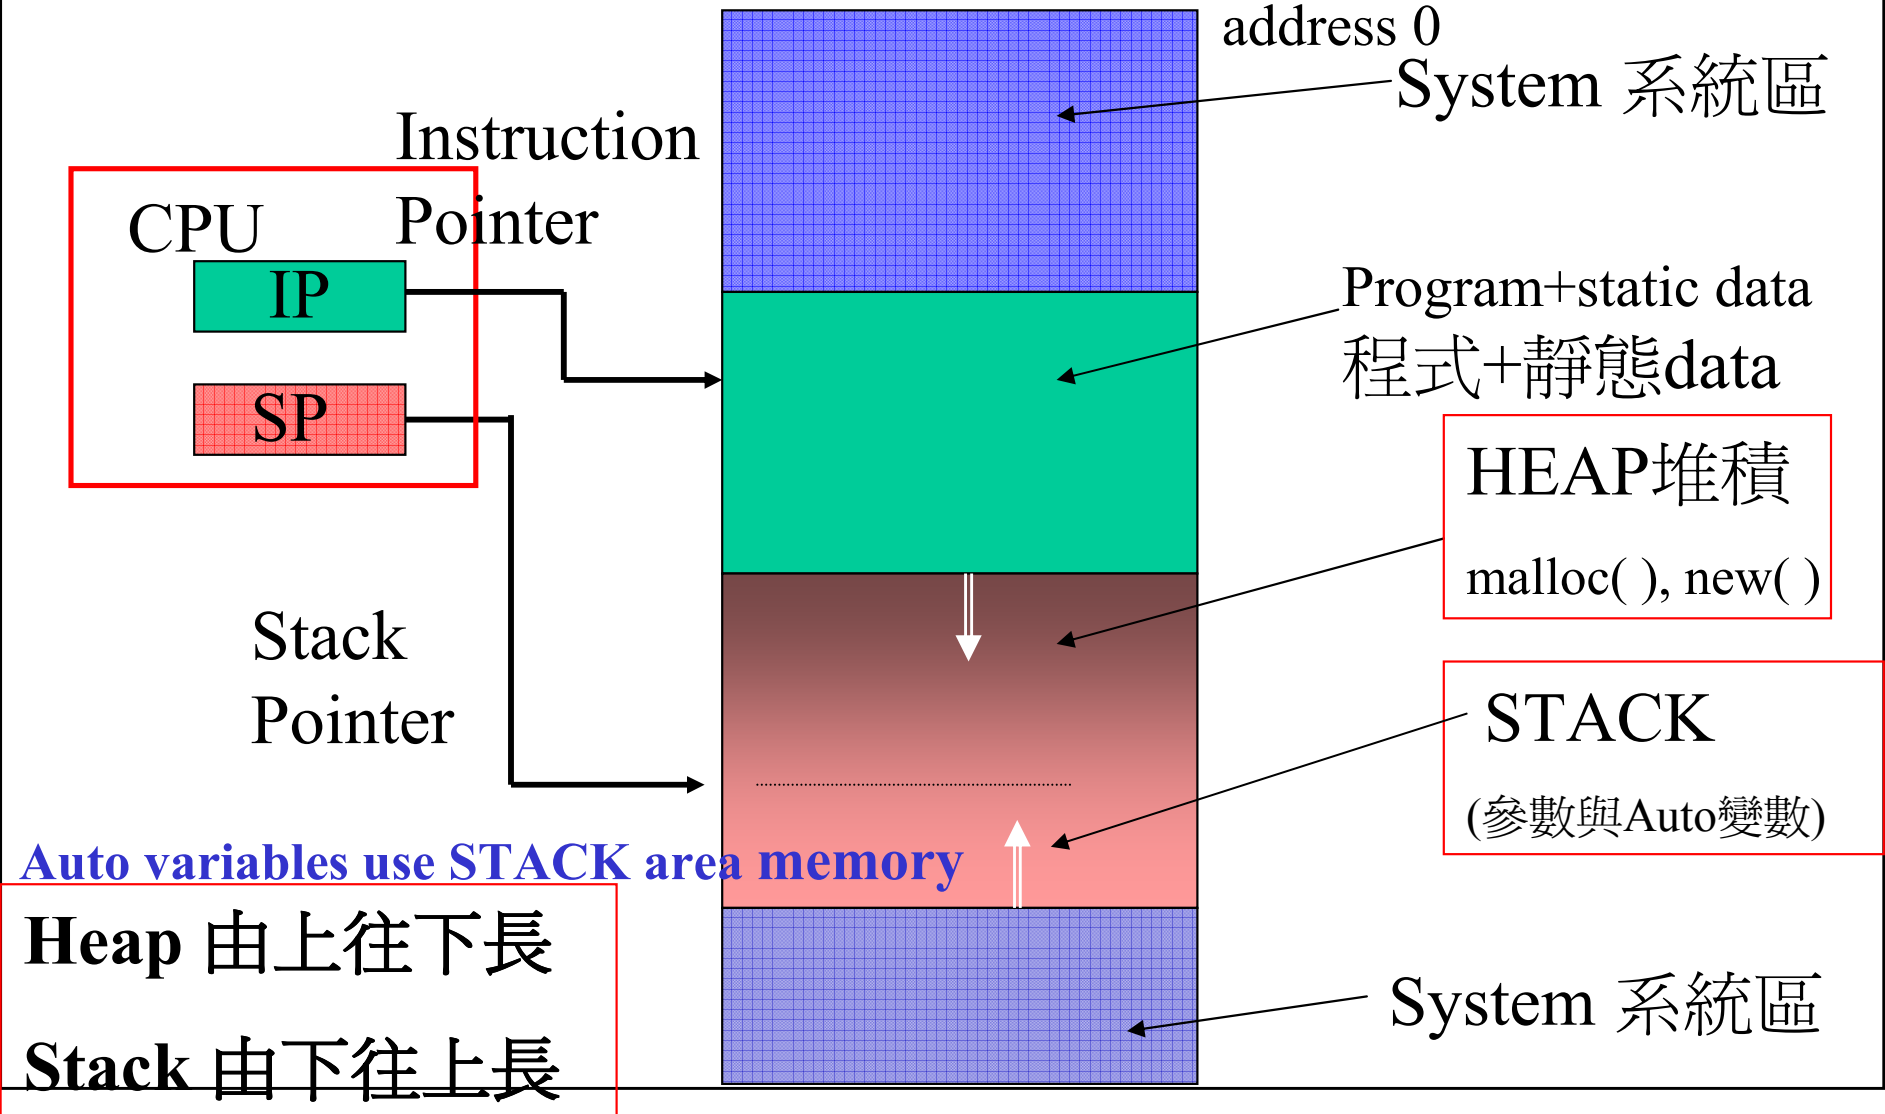 address 0
System 系統區
Instruction
Pointer
CPU
IP
SP
Program+static data
程式+靜態data
HEAP堆積
malloc( ), new( )
Stack
Pointer
STACK
(參數與Auto變數)
Auto variables use STACK area memory
Heap 由上往下長
Stack 由下往上長
System 系統區